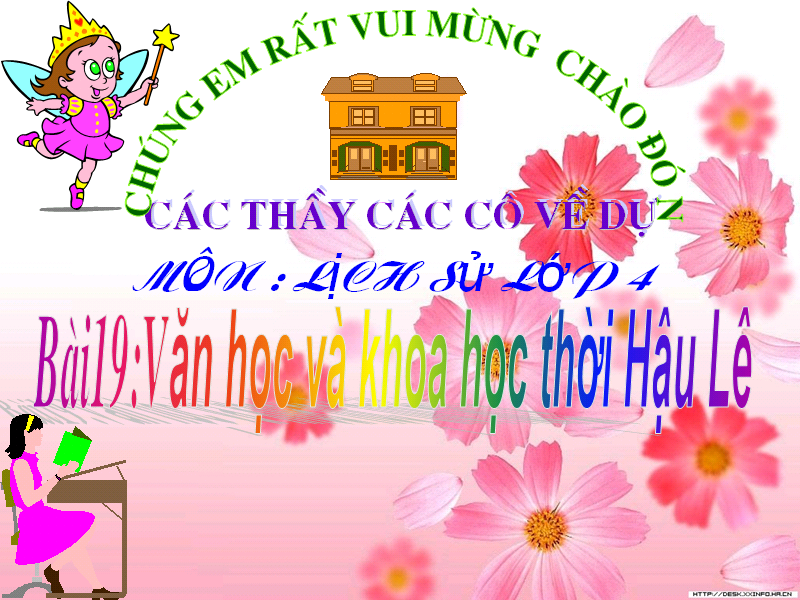 CHÚNG EM RẤT VUI MỪNG CHÀO ĐÓN
CÁC THẦY CÁC CÔ VỀ DỰ
MÔN : LỊCH SỬ LỚP 4
Bài19:Văn học và khoa học thời Hậu Lê